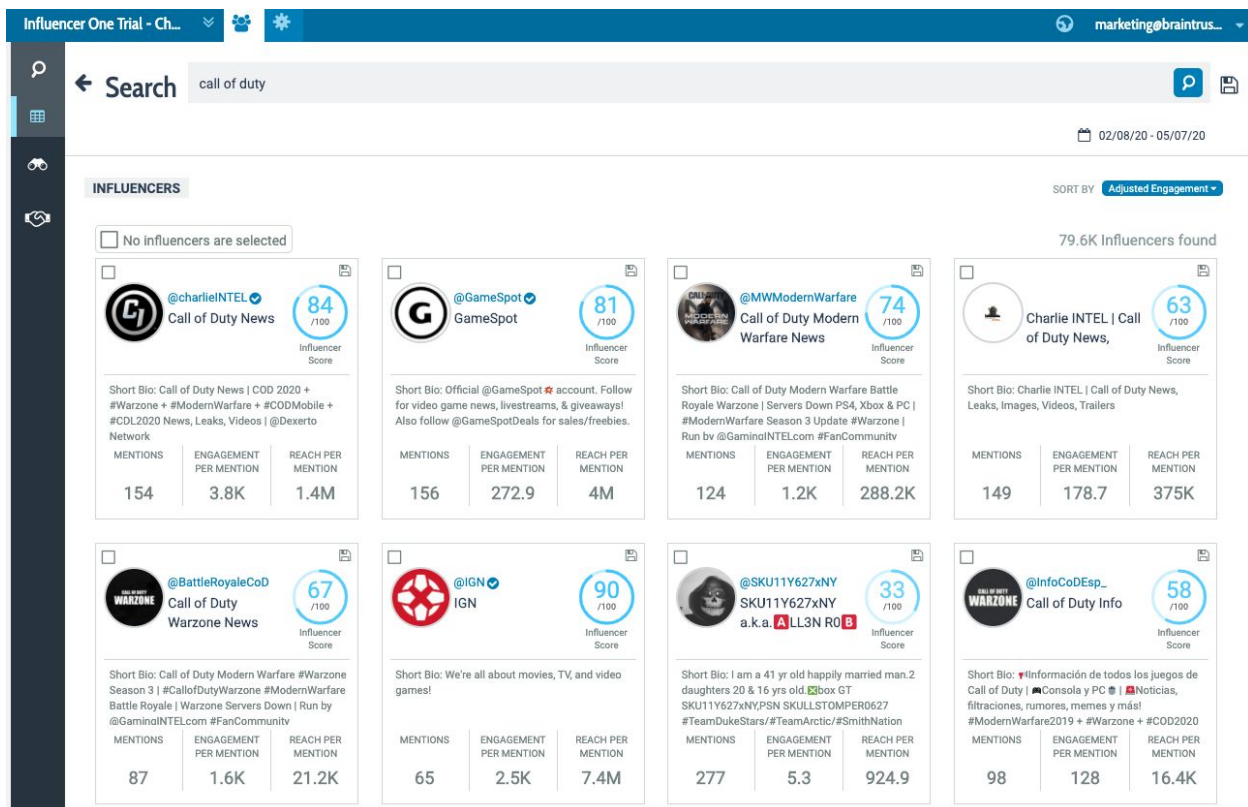 Influencer One Trial - Ch...
marketing@braintrus...
Search
call of duty
02/08/20 - 05/07/20
INFLUENCERS
SORT BY Adjusted Engagement
No influencers are selected
79.6K Influencers found
@charlieINTEL
Call of Duty News
84
/100
Influencer
Score
Short Bio: Call of Duty News | COD 2020 +
#Warzone + #ModernWarfare + #CODMobile +
#CDL2020 News, Leaks, Videos | @Dexerto
Network
MENTIONS
ENGAGEMENT
PER MENTION
REACH PER
MENTION
154
3.8K
1.4M
G
@GameSpot
GameSpot
81
/100
Influencer
Score
Short Bio: Official @GameSpot💥 account. Follow
for video game news, livestreams, & giveaways!
Also follow @GameSpotDeals for sales/freebies.
MENTIONS
ENGAGEMENT
PER MENTION
REACH PER
MENTION
156
272.9
4M
CALL OF DUTY
MODERN
WARFARE
@MWModernWarfare
Call of Duty Modern
Warfare News
74
/100
Influencer
Score
Short Bio: Call of Duty Modern Warfare Battle
Royale Warzone | Servers Down PS4, Xbox & PC |
#ModernWarfare Season 3 Update #Warzone |
Run by @GamingINTELcom #FanCommunity
MENTIONS
ENGAGEMENT
PER MENTION
REACH PER
MENTION
124
1.2K
288.2K
Charlie INTEL | Call
of Duty News,
63
/100
Influencer
Score
Short Bio: Charlie INTEL | Call of Duty News,
Leaks, Images, Videos, Trailers
MENTIONS
ENGAGEMENT
PER MENTION
REACH PER
MENTION
149
178.7
375K
CALL OF DUTY
WARZONE
@BattleRoyaleCoD
Call of Duty
Warzone News
67
/100
Influencer
Score
Short Bio: Call of Duty Modern Warfare #Warzone
Season 3 | #CallofDutyWarzone #ModernWarfare
Battle Royale | Warzone Servers Down | Run by
@GamingINTELcom #FanCommunity
MENTIONS
ENGAGEMENT
PER MENTION
REACH PER
MENTION
87
1.6K
21.2K
@IGN
IGN
90
/100
Influencer
Score
Short Bio: We're all about movies, TV, and video
games!
MENTIONS
ENGAGEMENT
PER MENTION
REACH PER
MENTION
65
2.5K
7.4M
@SKU11Y627xNY
SKU11Y627xNY
a.k.a.🅰LL3N R0🅱
33
/100
Influencer
Score
Short Bio: I am a 41 yr old happily married man.2
daughters 20 & 16 yrs old.❎box GT
SKU11Y627xNY,PSN SKULLSTOMPER0627
#TeamDukeStars/#TeamArctic/#SmithNation
MENTIONS
ENGAGEMENT
PER MENTION
REACH PER
MENTION
277
5.3
924.9
CALL OF DUTY
WARZONE
@InfoCoDEsp_
Call of Duty Info
58
/100
Influencer
Score
Short Bio: Información de todos los juegos de
Call of Duty | 🎮Consola y PC | 🚨Noticias,
filtraciones, rumores, memes y más!
#ModernWarfare2019 + #Warzone + #COD2020
MENTIONS
ENGAGEMENT
PER MENTION
REACH PER
MENTION
98
128
16.4K